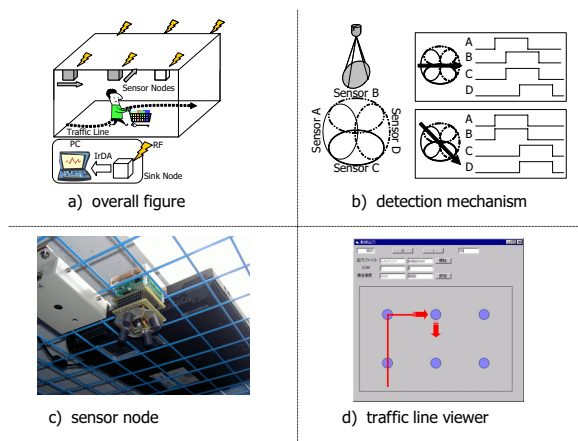 Sensor Nodes
Traffic Line
PC
RF
IrDA
Sink Node
a) overall figure
Sensor A
Sensor B
Sensor C
Sensor D
A
B
C
D
A
B
C
D
b) detection mechanism
c) sensor node
COM
d) traffic line viewer